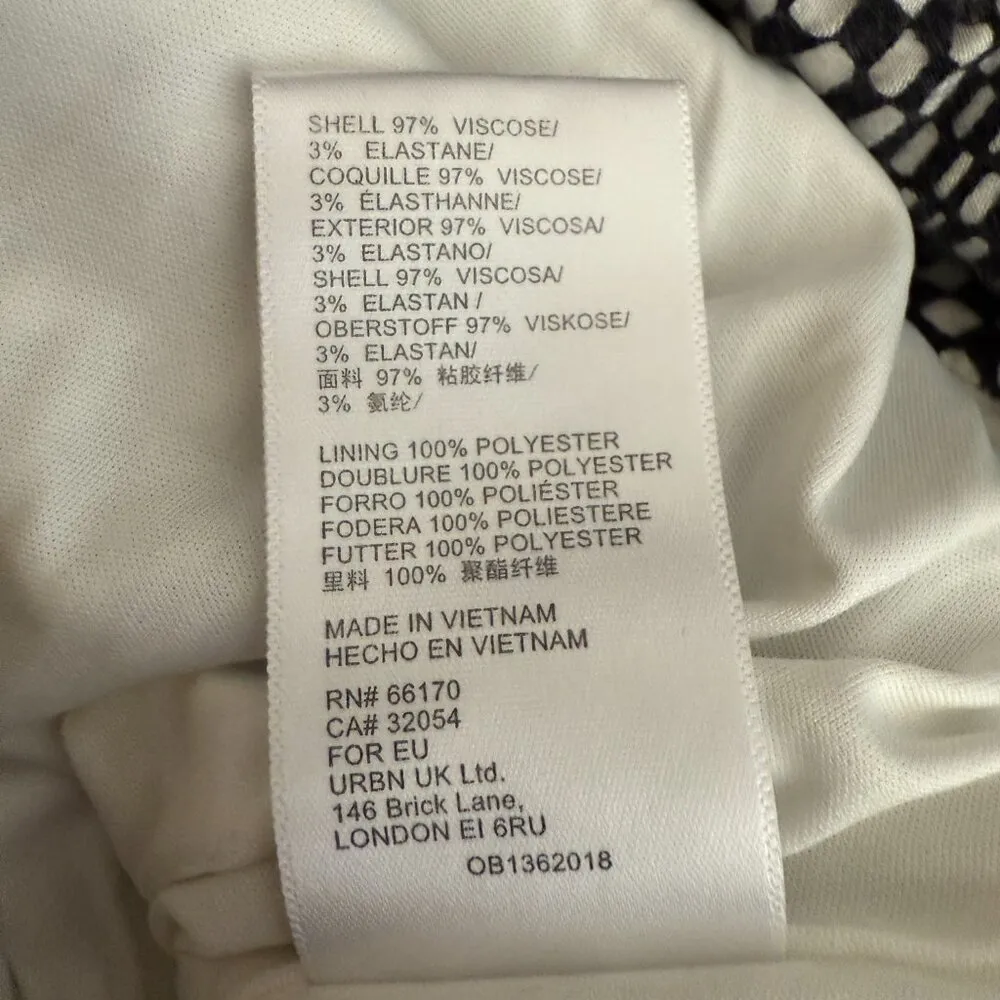 SHELL 97% VISCOSE/
3% ELASTANE/
COQUILLE 97% VISCOSE/
3% ÉLASTHANNE/
EXTERIOR 97% VISCOSA/
3% ELASTANO/
SHELL 97% VISCOSA/
3% ELASTAN /
OBERSTOFF 97% VISKOSE/
3% ELASTAN/
面料 97% 粘胶纤维/
3% 氨纶/
LINING 100% POLYESTER
DOUBLURE 100% POLYESTER
FORRO 100% POLIÉSTER
FODERA 100% POLIESTERE
FUTTER 100% POLYESTER
里料 100% 聚酯纤维
MADE IN VIETNAM
HECHO EN VIETNAM
RN# 66170
CA# 32054
FOR EU
URBN UK Ltd.
146 Brick Lane,
LONDON EI 6RU
OB1362018